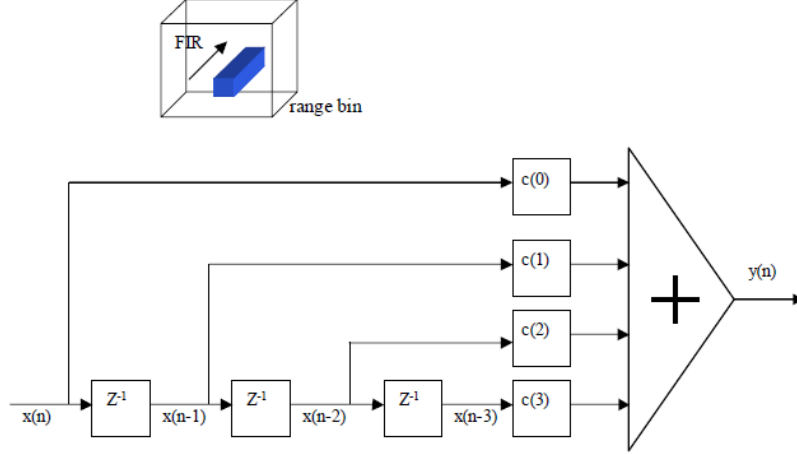 FIR
range bin
c(0)
c(1)
y(n)
c(2)
Z-1
Z-1
Z-1
c(3)
x(n)
x(n-1)
x(n-2)
x(n-3)
+